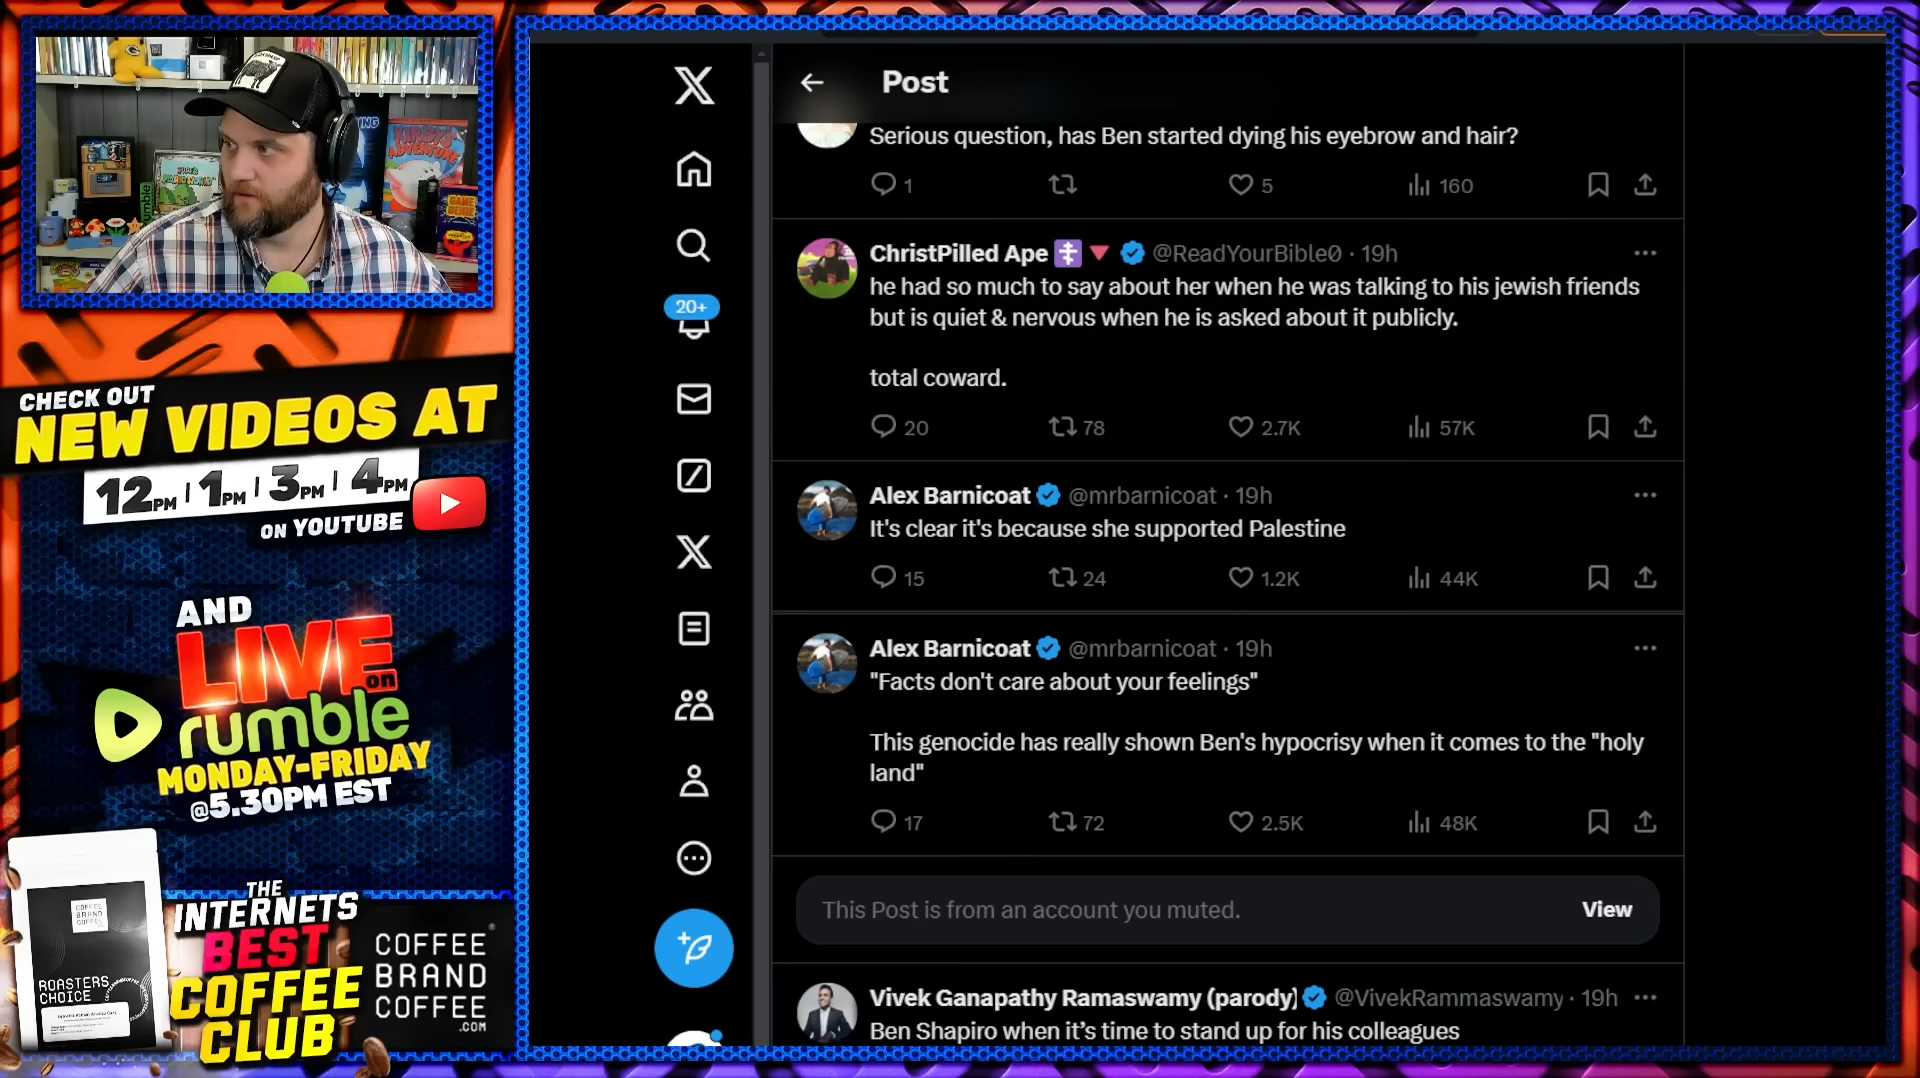 KIRBY'S
ADVENTURE
GAME
GENIE
CHECK OUT
NEW VIDEOS AT
12PM | 1PM | 3PM | 4PM
ON YOUTUBE
AND
LIVE
on
rumble
MONDAY-FRIDAY
@5.30PM EST
THE
INTERNETS
BEST
COFFEE
CLUB
COFFEE
BRAND
COFFEE
.COM
COFFEE
BRAND
COFFEE
ROASTERS
CHOICE
Post
Serious question, has Ben started dying his eyebrow and hair?
1 5 160
ChristPilled Ape @ReadYourBible0 · 19h
he had so much to say about her when he was talking to his jewish friends
but is quiet & nervous when he is asked about it publicly.
total coward.
20 78 2.7K 57K
20+
Alex Barnicoat @mrbarnicoat · 19h
It's clear it's because she supported Palestine
15 24 1.2K 44K
Alex Barnicoat @mrbarnicoat · 19h
"Facts don't care about your feelings"
This genocide has really shown Ben's hypocrisy when it comes to the "holy
land"
17 72 2.5K 48K
This Post is from an account you muted.
View
Vivek Ganapathy Ramaswamy (parody) @VivekRammaswamy · 19h
Ben Shapiro when it's time to stand up for his colleagues